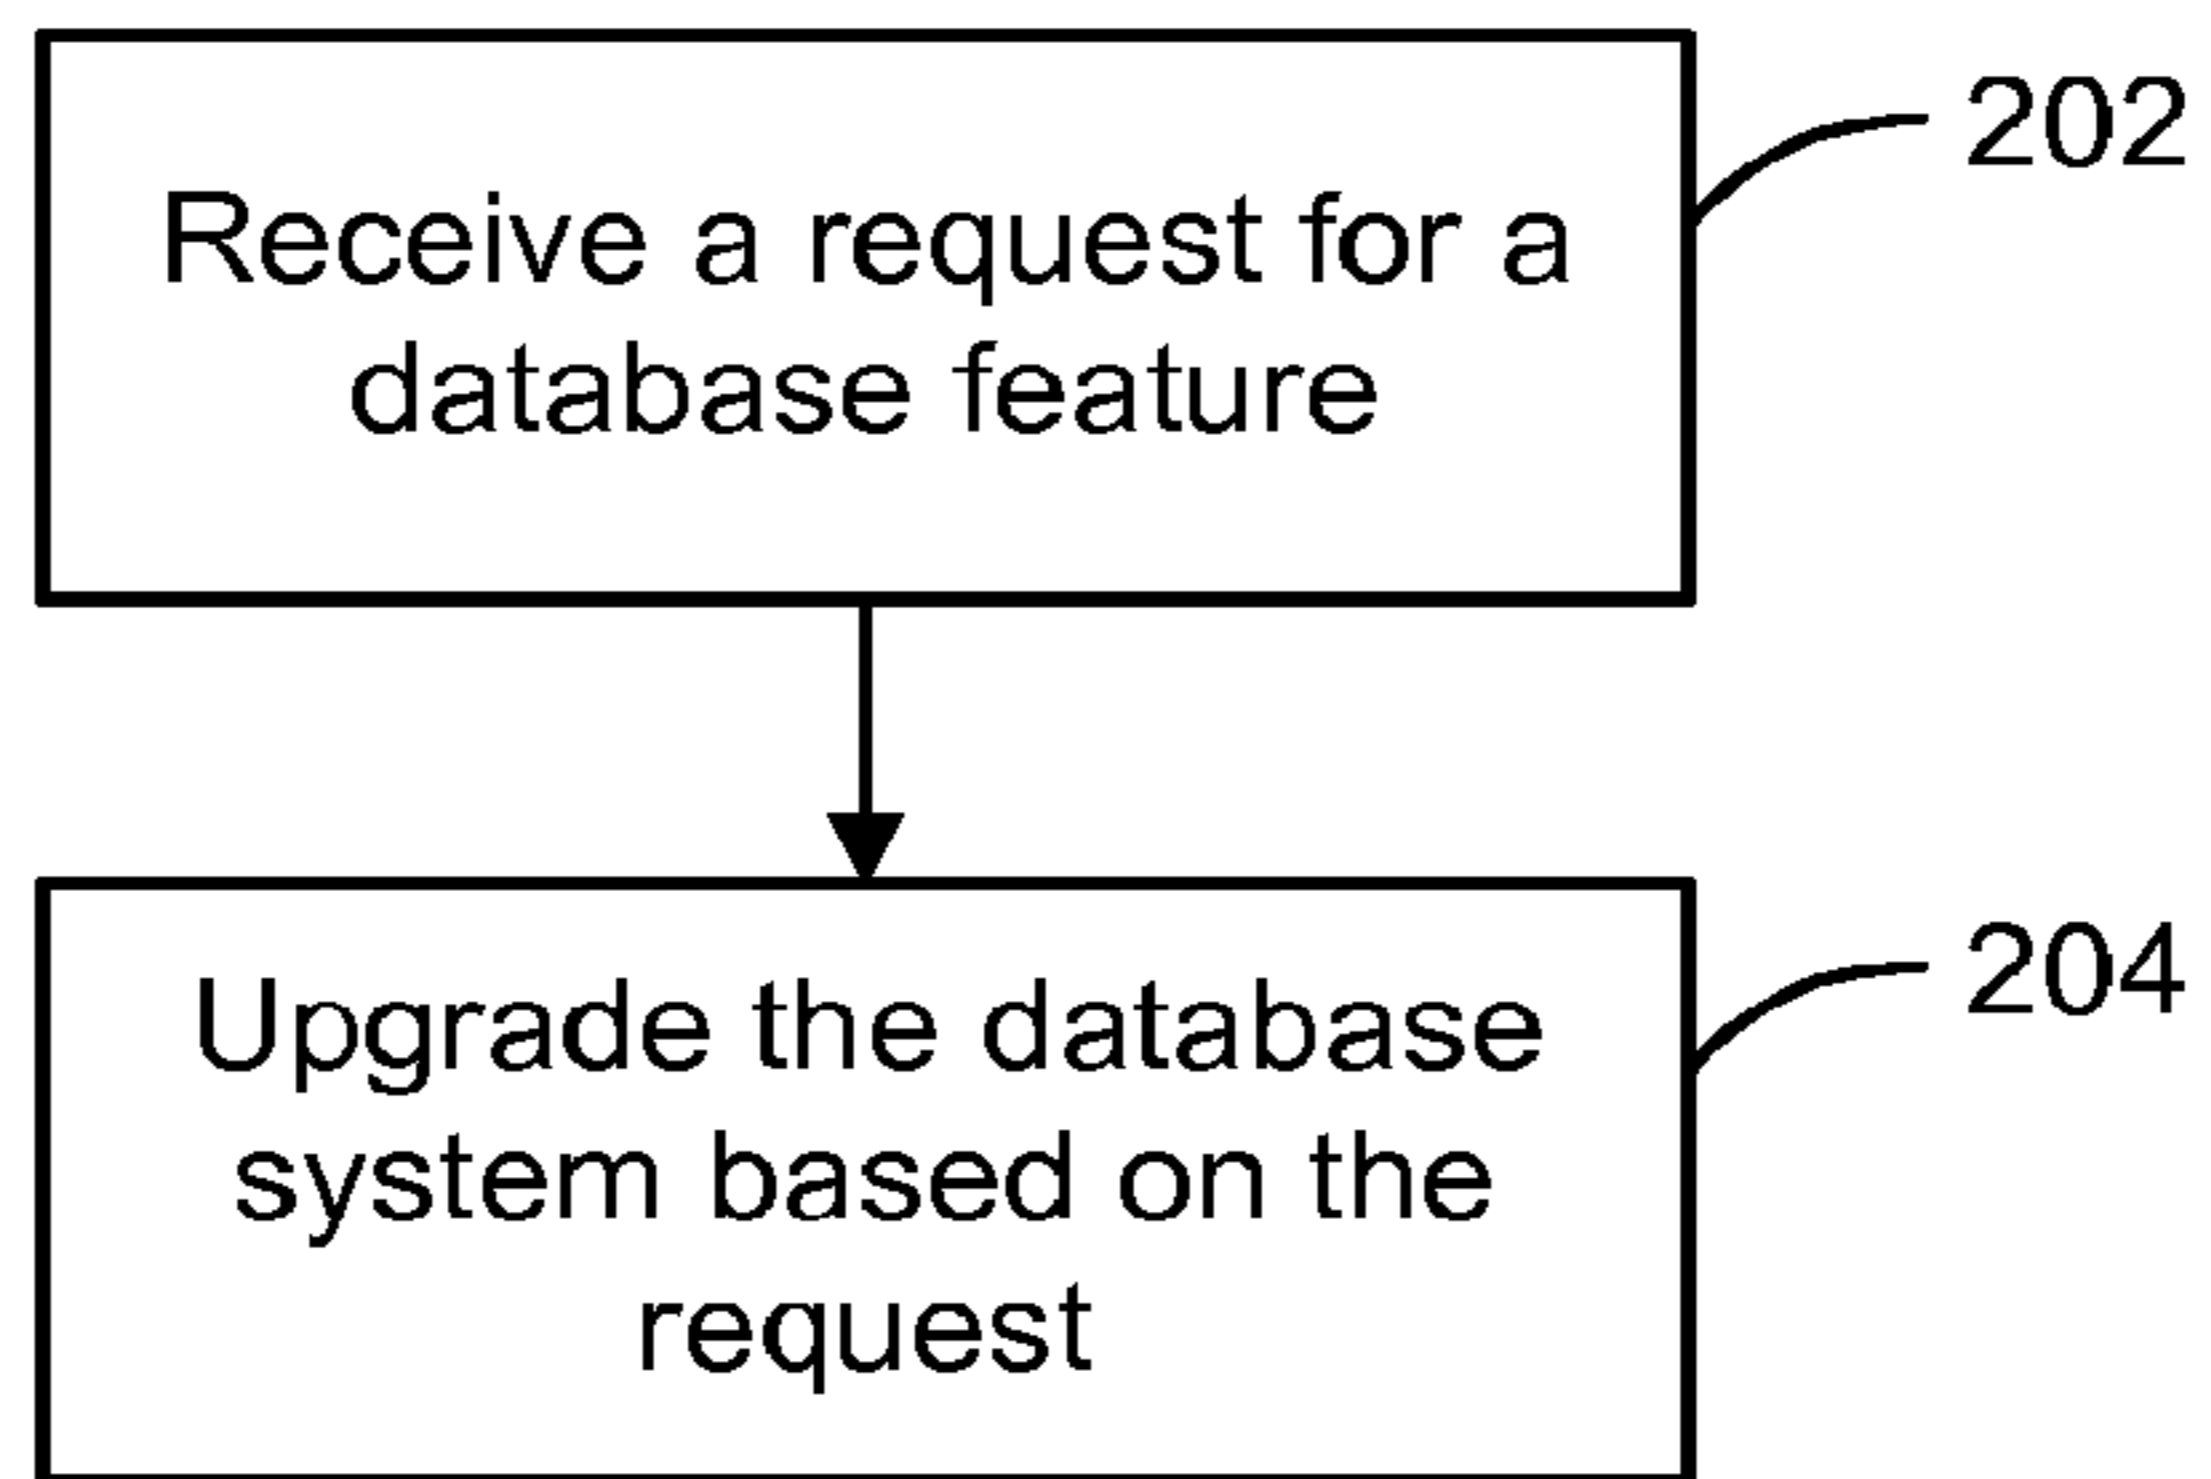 202
Receive a request for a
database feature
204
Upgrade the database
system based on the
request